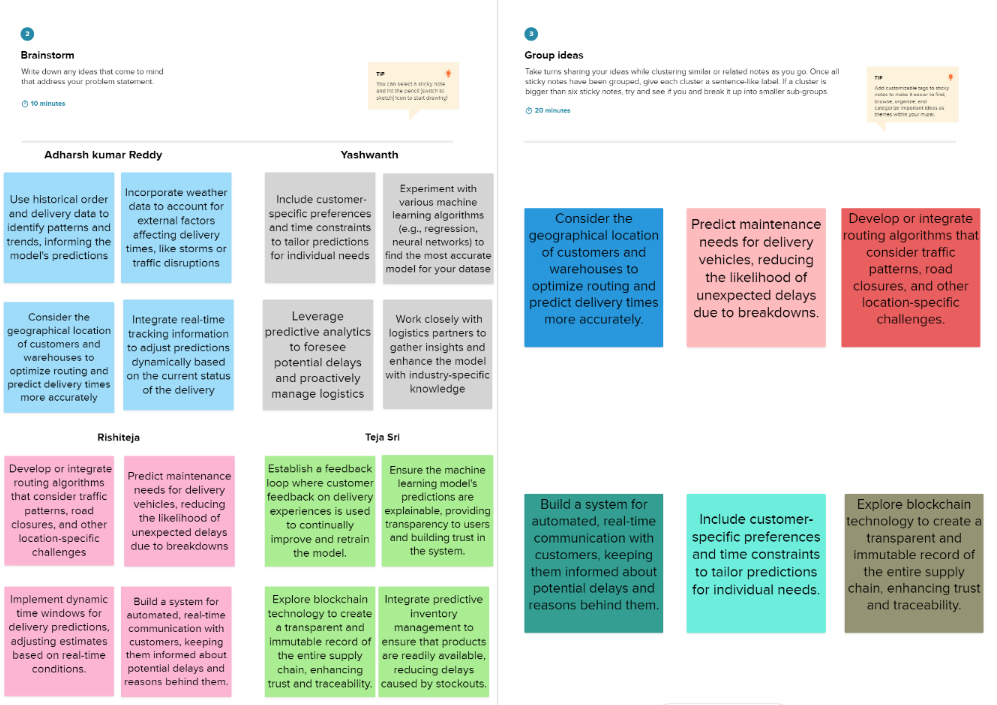 2
Brainstorm
Write down any ideas that come to mind
that address your problem statement.
10 minutes
TIP
You can select a sticky note
and hit the pencil [switch to
sketch] icon to start drawing!
Adharsh kumar Reddy
Use historical order
and delivery data to
identify patterns and
trends, informing the
model's predictions
Incorporate weather
data to account for
external factors
affecting delivery
times, like storms or
traffic disruptions
Consider the
geographical location
of customers and
warehouses to
optimize routing and
predict delivery times
more accurately
Integrate real-time
tracking information
to adjust predictions
dynamically based
on the current status
of the delivery
Yashwanth
Include customer-
specific preferences
and time constraints
to tailor predictions
for individual needs
Experiment with
various machine
learning algorithms
(e.g., regression,
neural networks) to
find the most accurate
model for your datase
Leverage
predictive analytics
to foresee
potential delays
and proactively
manage logistics
Work closely with
logistics partners to
gather insights and
enhance the model
with industry-specific
knowledge
Rishiteja
Develop or integrate
routing algorithms
that consider traffic
patterns, road
closures, and other
location-specific
challenges
Predict maintenance
needs for delivery
vehicles, reducing
the likelihood of
unexpected delays
due to breakdowns
Implement dynamic
time windows for
delivery predictions,
adjusting estimates
based on real-time
conditions.
Build a system for
automated, real-time
communication with
customers, keeping
them informed about
potential delays and
reasons behind them.
Teja Sri
Establish a feedback
loop where customer
feedback on delivery
experiences is used
to continually
improve and retrain
the model.
Ensure the machine
learning model's
predictions are
explainable, providing
transparency to users
and building trust in
the system.
Explore blockchain
technology to create
a transparent and
immutable record of
the entire supply
chain, enhancing
trust and traceability.
Integrate predictive
inventory
management to
ensure that products
are readily available,
reducing delays
caused by stockouts.
3
Group ideas
Take turns sharing your ideas while clustering similar or related notes as you go. Once all
sticky notes have been grouped, give each cluster a sentence-like label. If a cluster is
bigger than six sticky notes, try and see if you and break it up into smaller sub-groups.
20 minutes
TIP
Add customizable tags to sticky
notes to make it easier to find,
browse, organize, and
categorize important ideas as
themes within your mural.
Consider the
geographical location
of customers and
warehouses to
optimize routing and
predict delivery times
more accurately.
Predict maintenance
needs for delivery
vehicles, reducing
the likelihood of
unexpected delays
due to breakdowns.
Develop or integrate
routing algorithms that
consider traffic
patterns, road
closures, and other
location-specific
challenges.
Build a system for
automated, real-time
communication with
customers, keeping
them informed about
potential delays and
reasons behind them.
Include customer-
specific preferences
and time constraints
to tailor predictions
for individual needs.
Explore blockchain
technology to create a
transparent and
immutable record of
the entire supply
chain, enhancing trust
and traceability.